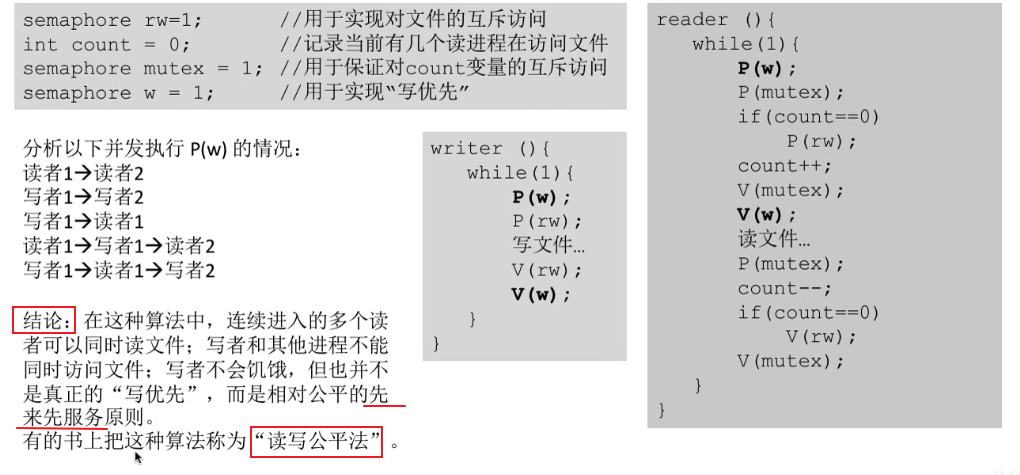 semaphore rw=1;        //用于实现对文件的互斥访问
int count = 0;         //记录当前有几个读进程在访问文件
semaphore mutex = 1; //用于保证对count变量的互斥访问
semaphore w = 1;     //用于实现“写优先”
分析以下并发执行 P(w) 的情况：
读者1→读者2
写者1→写者2
写者1→读者1
读者1→写者1→读者2
写者1→读者1→写者2
结论：在这种算法中，连续进入的多个读
者可以同时读文件；写者和其他进程不能
同时访问文件；写者不会饥饿，但也并不
是真正的“写优先”，而是相对公平的先
来先服务原则。
有的书上把这种算法称为“读写公平法”。
writer (){
while(1){
P(w);
P(rw);
写文件…
V(rw);
V(w);
}
}
reader (){
while(1){
P(w);
P(mutex);
if(count==0)
P(rw);
count++;
V(mutex);
V(w);
读文件…
P(mutex);
count--;
if(count==0)
V(rw);
V(mutex);
}
}